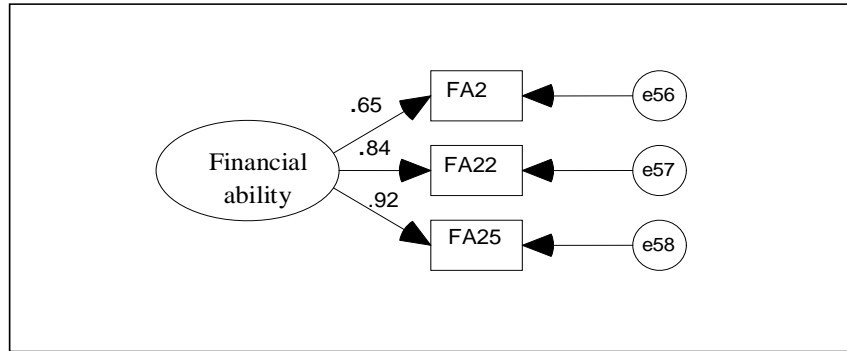 FA2
e56
.65
Financial
ability
.84
FA22
e57
.92
FA25
e58